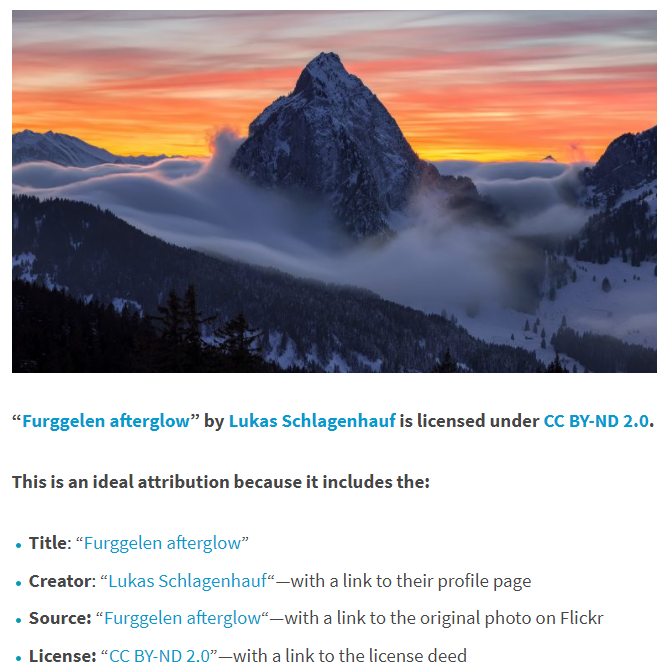 “Furggelen afterglow” by Lukas Schlagenhauf is licensed under CC BY-ND 2.0.
This is an ideal attribution because it includes the:
• Title: “Furggelen afterglow”
• Creator: “Lukas Schlagenhauf“—with a link to their profile page
• Source: “Furggelen afterglow“—with a link to the original photo on Flickr
• License: “CC BY-ND 2.0”—with a link to the license deed